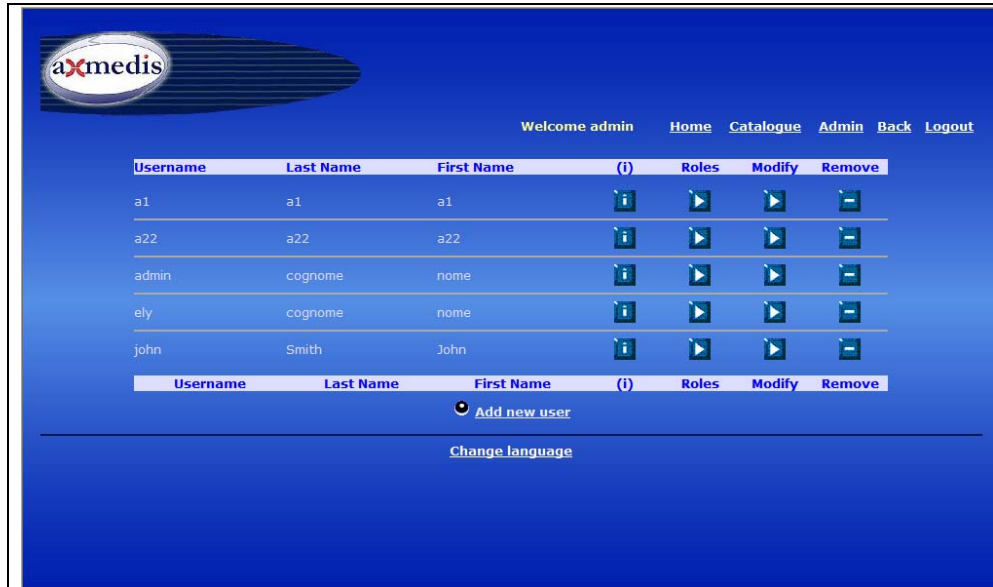 axmedis
Welcome admin Home Catalogue Admin Back Logout
Username Last Name First Name (i) Roles Modify Remove
a1 a1 a1 i
a22 a22 a22 i
admin cognome nome i
ely cognome nome i
john Smith John i
Username Last Name First Name (i) Roles Modify Remove
Add new user
Change language